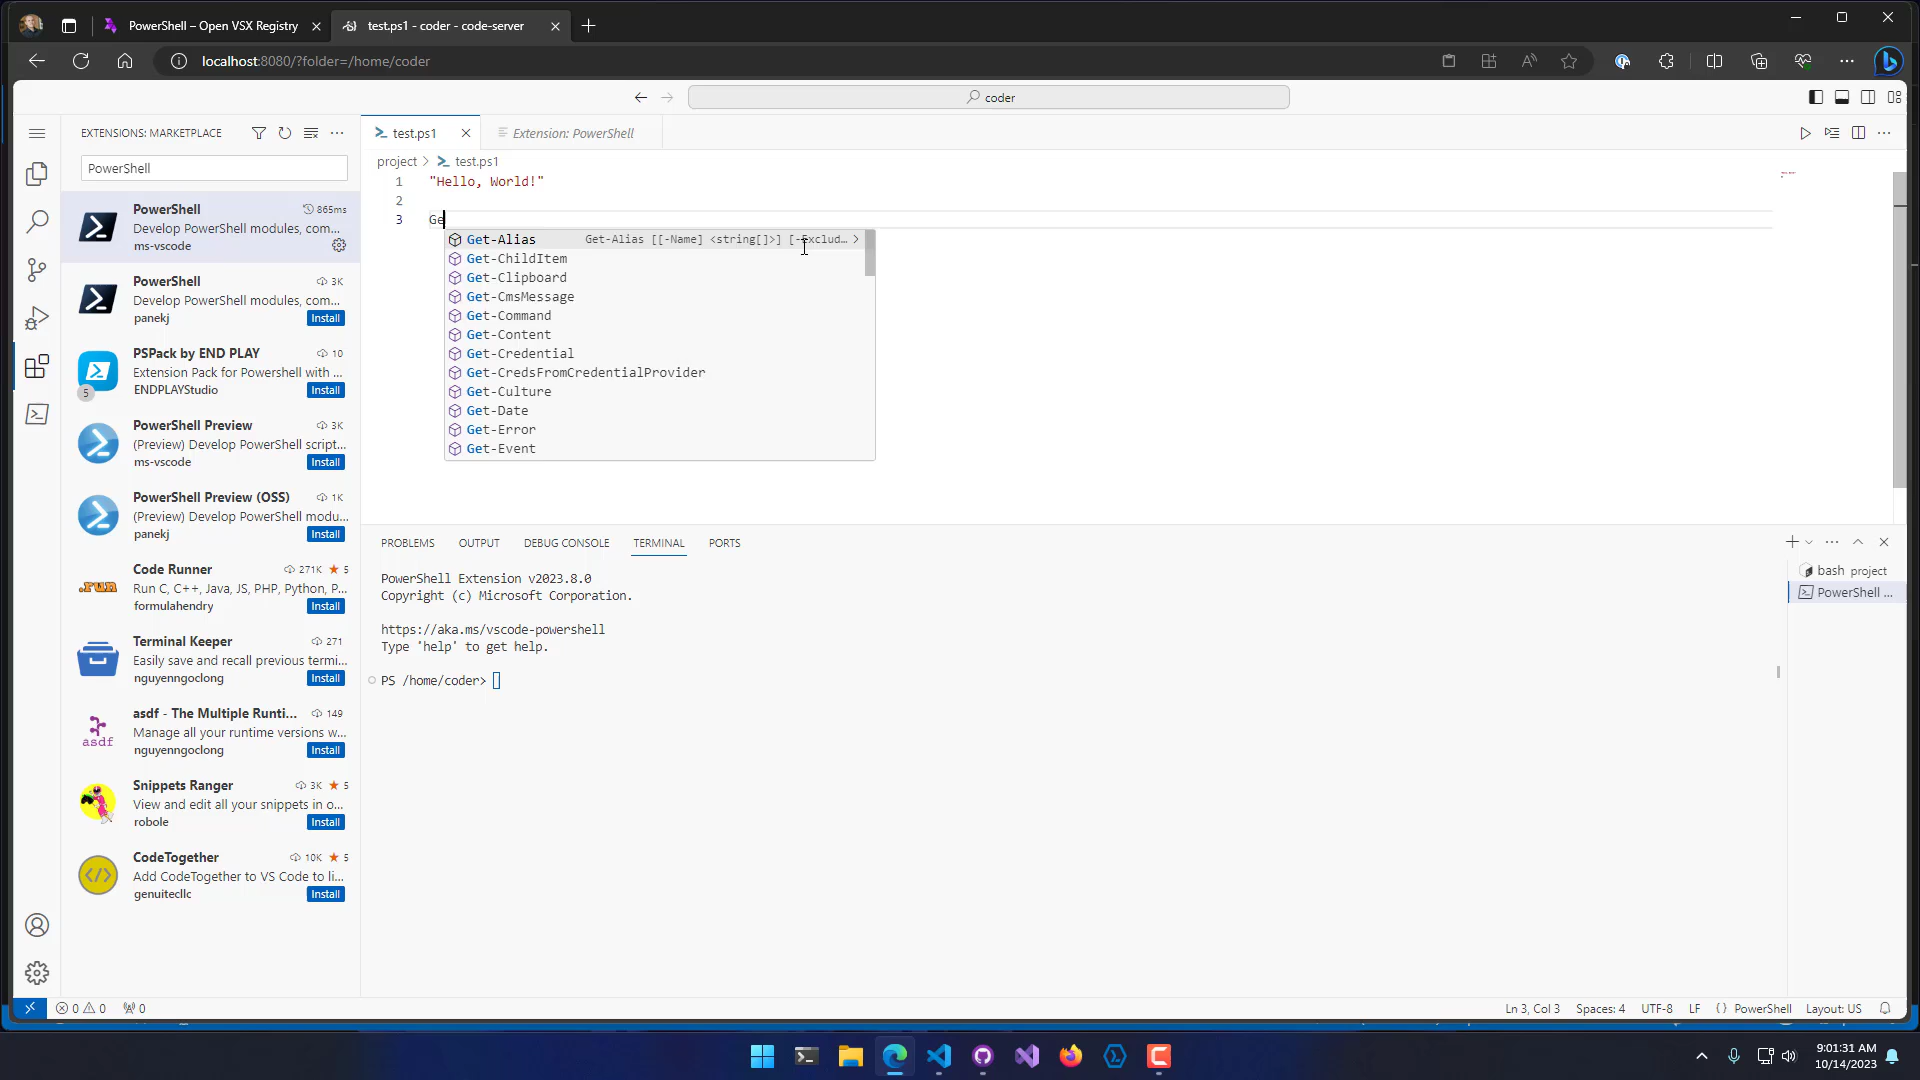 PowerShell – Open VSX Registry
test.ps1 - coder - code-server
localhost:8080/?folder=/home/coder
coder
EXTENSIONS: MARKETPLACE
PowerShell
PowerShell 865ms
Develop PowerShell modules, com...
ms-vscode
PowerShell 3K
Develop PowerShell modules, com...
panekj Install
PSPack by END PLAY 10
Extension Pack for Powershell with ...
ENDPLAYStudio Install
5
PowerShell Preview 3K
(Preview) Develop PowerShell script...
ms-vscode Install
PowerShell Preview (OSS) 1K
(Preview) Develop PowerShell modu...
panekj Install
Code Runner 271K 5
.run
Run C, C++, Java, JS, PHP, Python, P...
formulahendry Install
Terminal Keeper 271
Easily save and recall previous termi...
nguyenngoclong Install
asdf - The Multiple Runti... 149
Manage all your runtime versions w...
asdf
nguyenngoclong Install
Snippets Ranger 3K 5
View and edit all your snippets in o...
robole Install
CodeTogether 10K 5
Add CodeTogether to VS Code to li...
genuitecllc Install
test.ps1
Extension: PowerShell
project > test.ps1
1 "Hello, World!"
2
3 Ge
Get-Alias Get-Alias [[-Name] <string[]>] [-Exclud...
Get-ChildItem
Get-Clipboard
Get-CmsMessage
Get-Command
Get-Content
Get-Credential
Get-CredsFromCredentialProvider
Get-Culture
Get-Date
Get-Error
Get-Event
PROBLEMS OUTPUT DEBUG CONSOLE TERMINAL PORTS
PowerShell Extension v2023.8.0
Copyright (c) Microsoft Corporation.
https://aka.ms/vscode-powershell
Type 'help' to get help.
PS /home/coder>
bash project
PowerShell ...
0 0 0
Ln 3, Col 3 Spaces: 4 UTF-8 LF { } PowerShell Layout: US
9:01:31 AM
10/14/2023